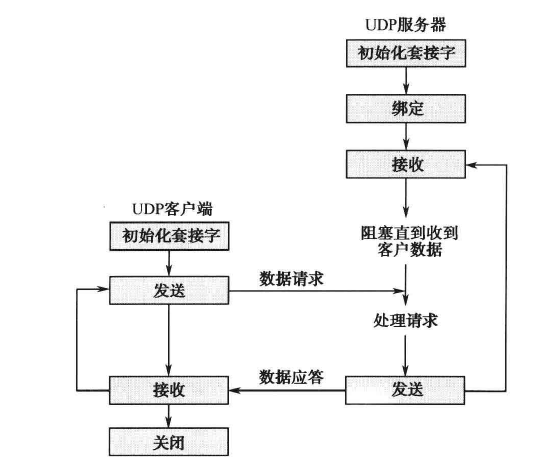 UDP服务器
初始化套接字
绑定
接收
阻塞直到收到
客户数据
处理请求
发送
UDP客户端
初始化套接字
发送
接收
关闭
数据请求
数据应答